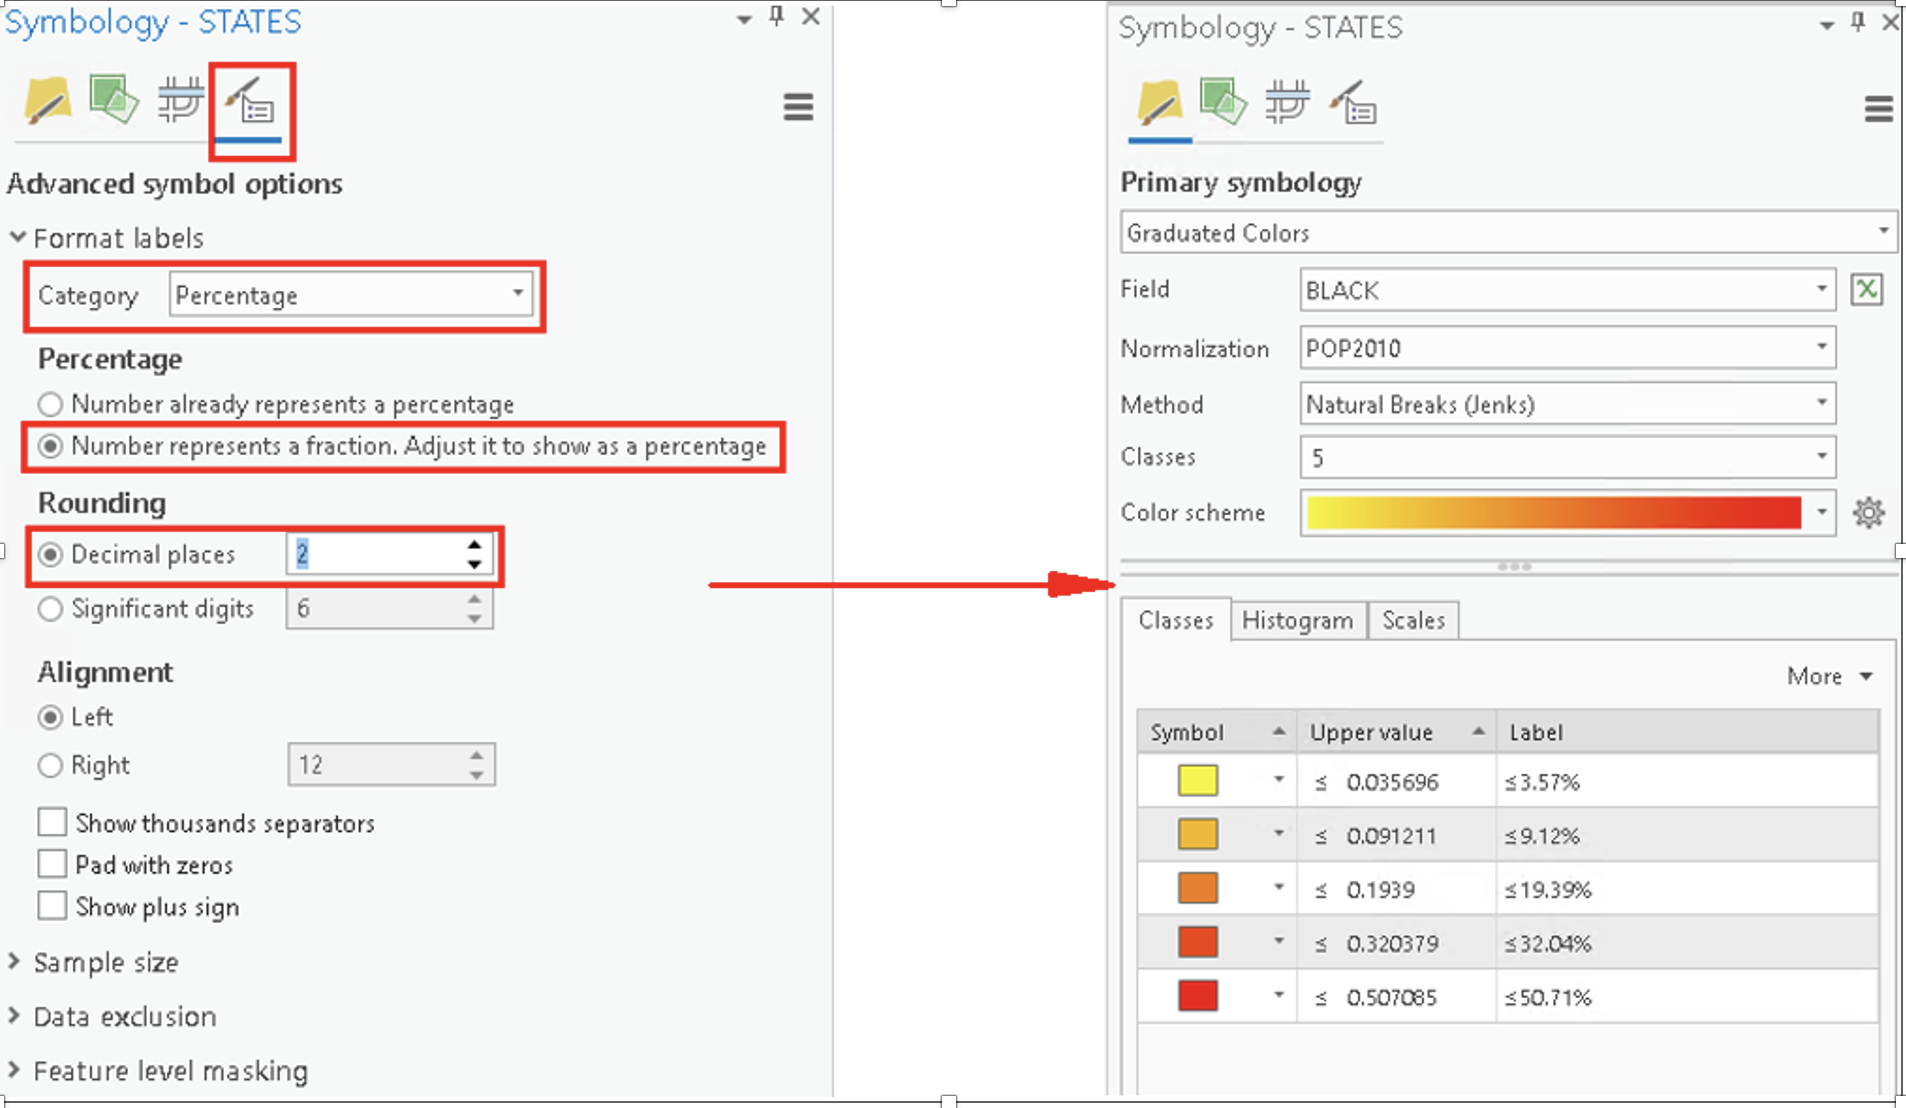 Symbology - STATES
Advanced symbol options
Format labels
Category Percentage
Percentage
Number already represents a percentage
Number represents a fraction. Adjust it to show as a percentage
Rounding
Decimal places 2
Significant digits 6
Alignment
Left
Right 12
Show thousands separators
Pad with zeros
Show plus sign
Sample size
Data exclusion
Feature level masking
Symbology - STATES
Primary symbology
Graduated Colors
Field BLACK
Normalization POP2010
Method Natural Breaks (Jenks)
Classes 5
Color scheme
Classes Histogram Scales
More
Symbol Upper value Label
≤ 0.035696 ≤3.57%
≤ 0.091211 ≤9.12%
≤ 0.1939 ≤19.39%
≤ 0.320379 ≤32.04%
≤ 0.507085 ≤50.71%